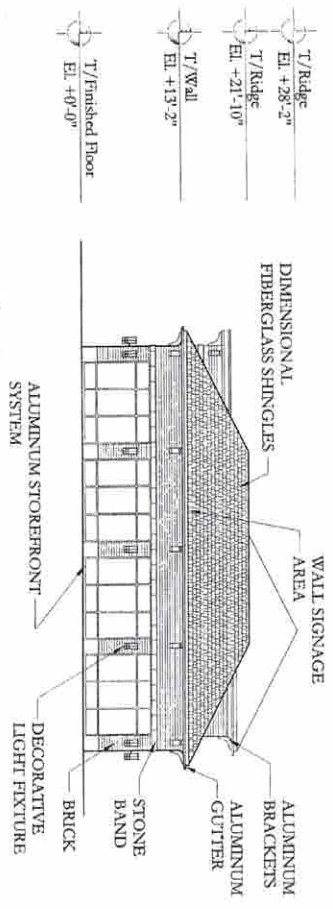 T/Ridge
El. +28'-2"
T/Ridge
El. +21'-10"
T/Wall
El. +13'-2"
T/Finished Floor
El. +0'-0"
DIMENSIONAL
FIBERGLASS SHINGLES
WALL SIGNAGE
AREA
ALUMINUM
BRACKETS
ALUMINUM
GUTTER
STONE
BAND
BRICK
DECORATIVE
LIGHT FIXTURE
ALUMINUM STOREFRONT
SYSTEM